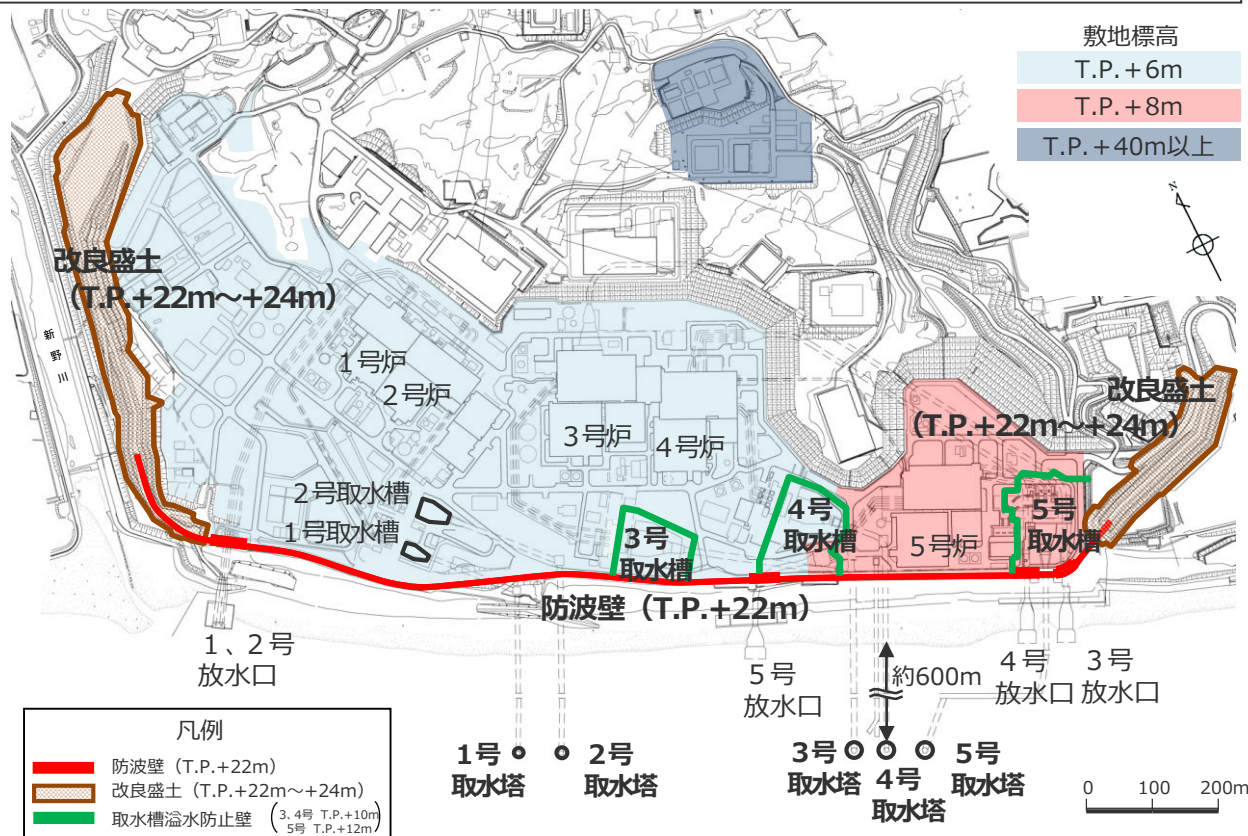 敷地標高
T.P.+6m
T.P.+8m
T.P.+40m以上
N
改良盛土
(T.P.+22m~+24m)
新野川
1号炉
2号炉
3号炉
4号炉
2号取水槽
1号取水槽
3号
取水槽
4号
取水槽
5号炉
5号
取水槽
改良盛土
(T.P.+22m~+24m)
防波壁(T.P.+22m)
1、2号
放水口
5号
放水口
約600m
4号
放水口
3号
放水口
1号
取水塔
2号
取水塔
3号
取水塔
4号
取水塔
5号
取水塔
0 100 200m
凡例
防波壁(T.P.+22m)
改良盛土(T.P.+22m~+24m)
取水槽溢水防止壁(3、4号 T.P.+10m
5号 T.P.+12m)